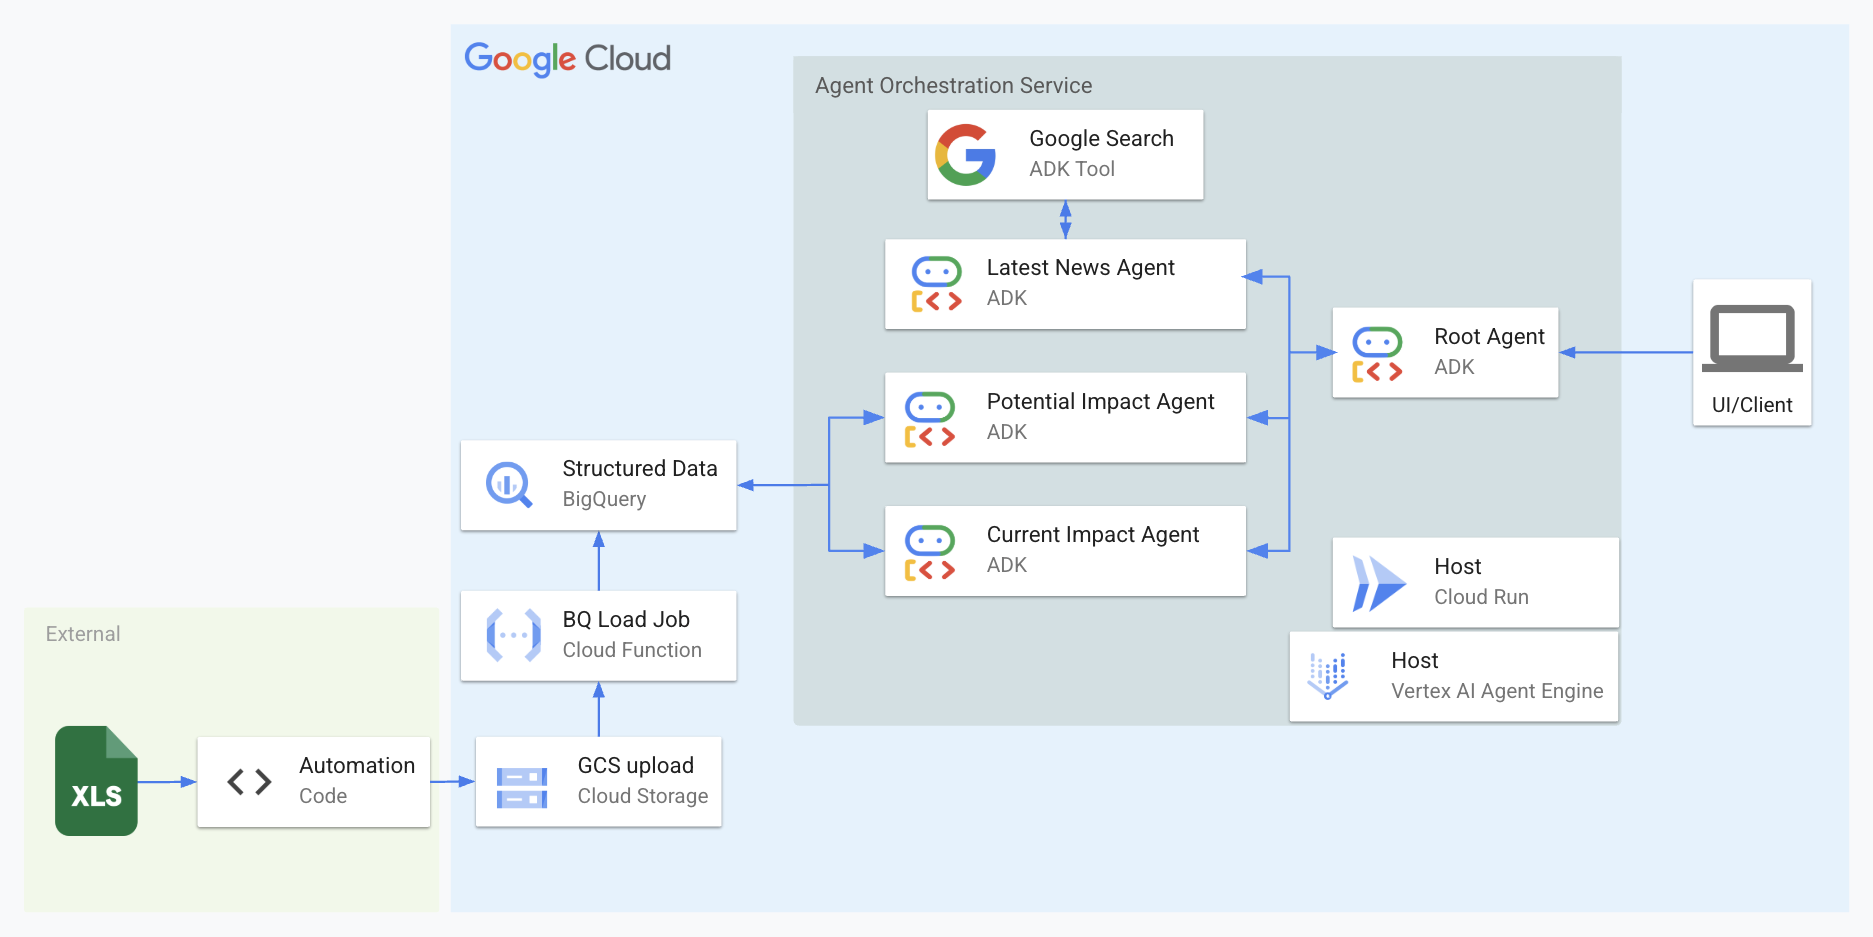 Google Cloud
Agent Orchestration Service
Google Search
ADK Tool
Latest News Agent
ADK
Potential Impact Agent
ADK
Current Impact Agent
ADK
Root Agent
ADK
UI/Client
Host
Cloud Run
Host
Vertex AI Agent Engine
Structured Data
BigQuery
BQ Load Job
Cloud Function
GCS upload
Cloud Storage
External
XLS
Automation
Code